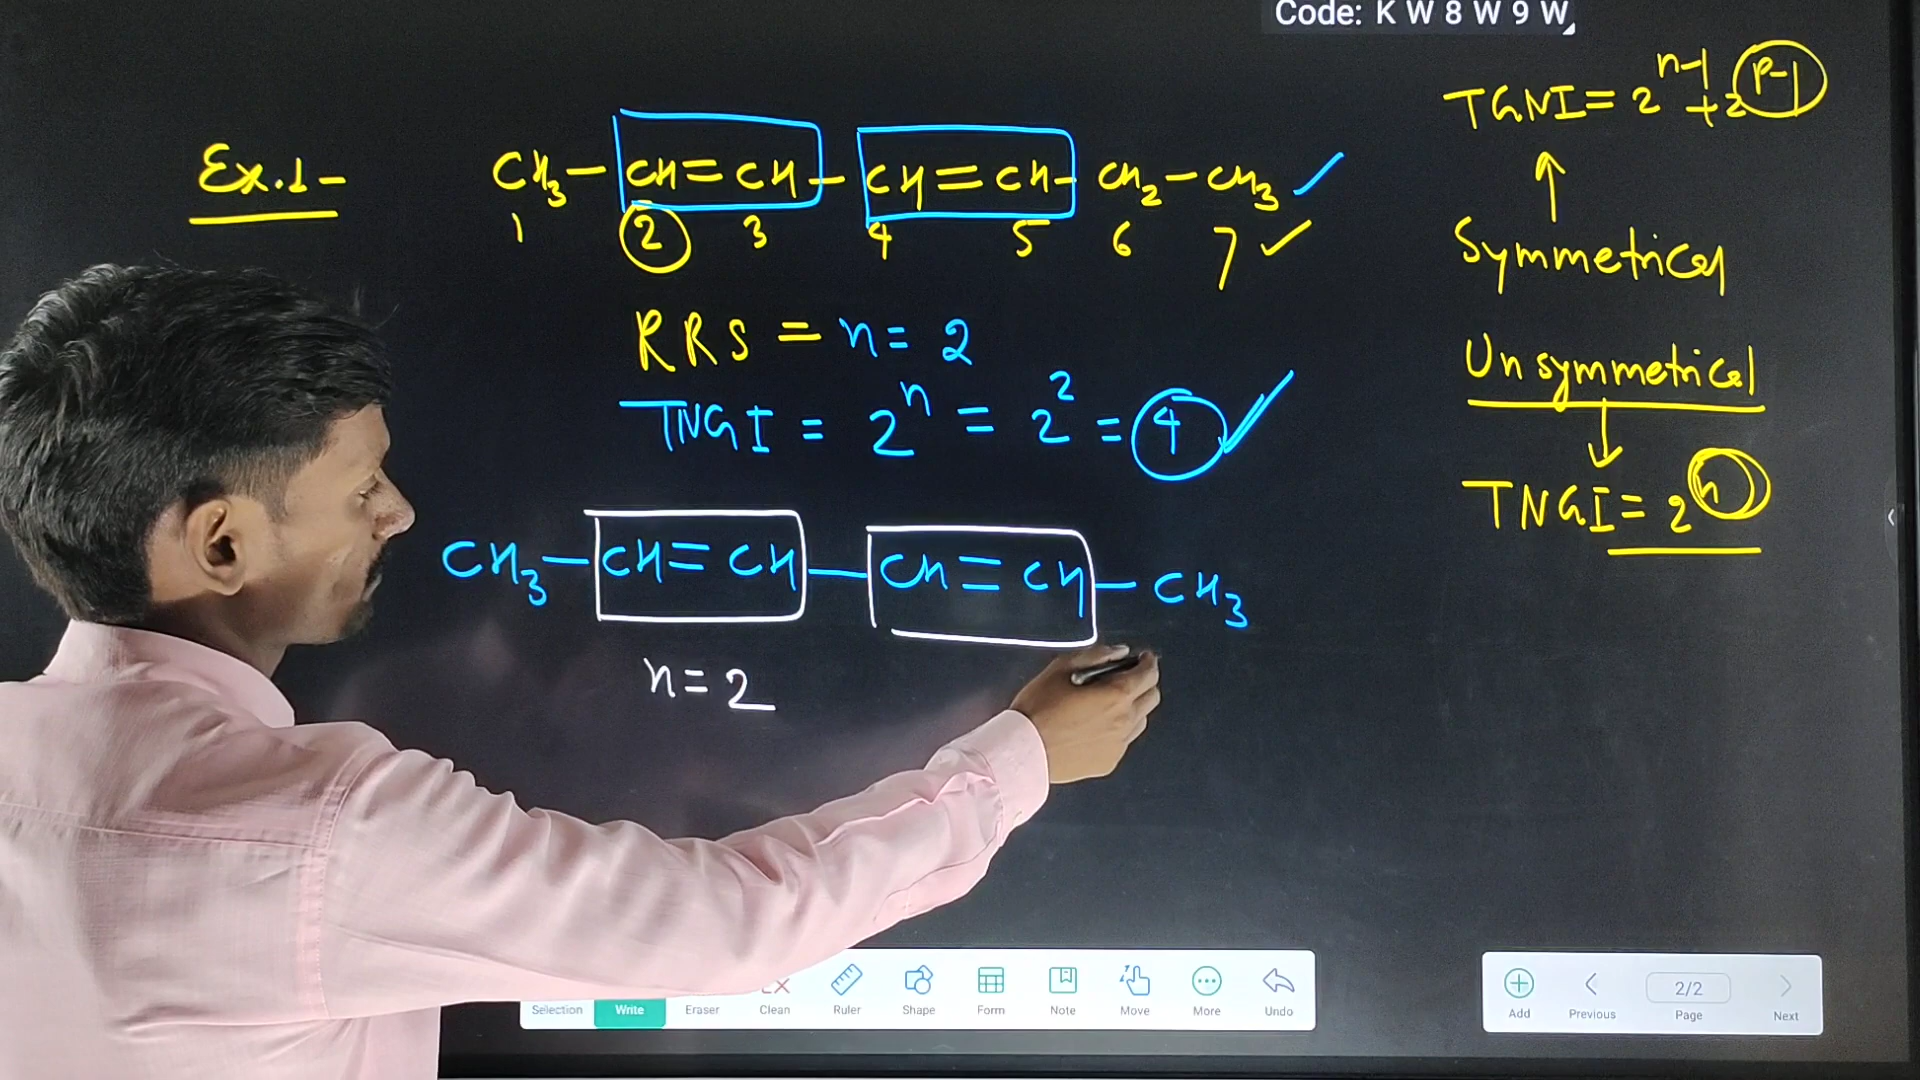 Code: K W 8 W 9 W
TGNI = 2^{n-1} + 2^{p-1}
Ex.1 -
CH₃ - CH = CH - CH = CH - CH₂ - CH₃
1 2 3 4 5 6 7
Symmetrical
RRS = n = 2
Unsymmetrical
TNGI = 2^n = 2^2 = 4
TNGI = 2^n
CH₃ - CH = CH - CH = CH - CH₃
n = 2
Selection Write Eraser Clean Ruler Shape Form Note Move More Undo
Add Previous 2/2 Page Next